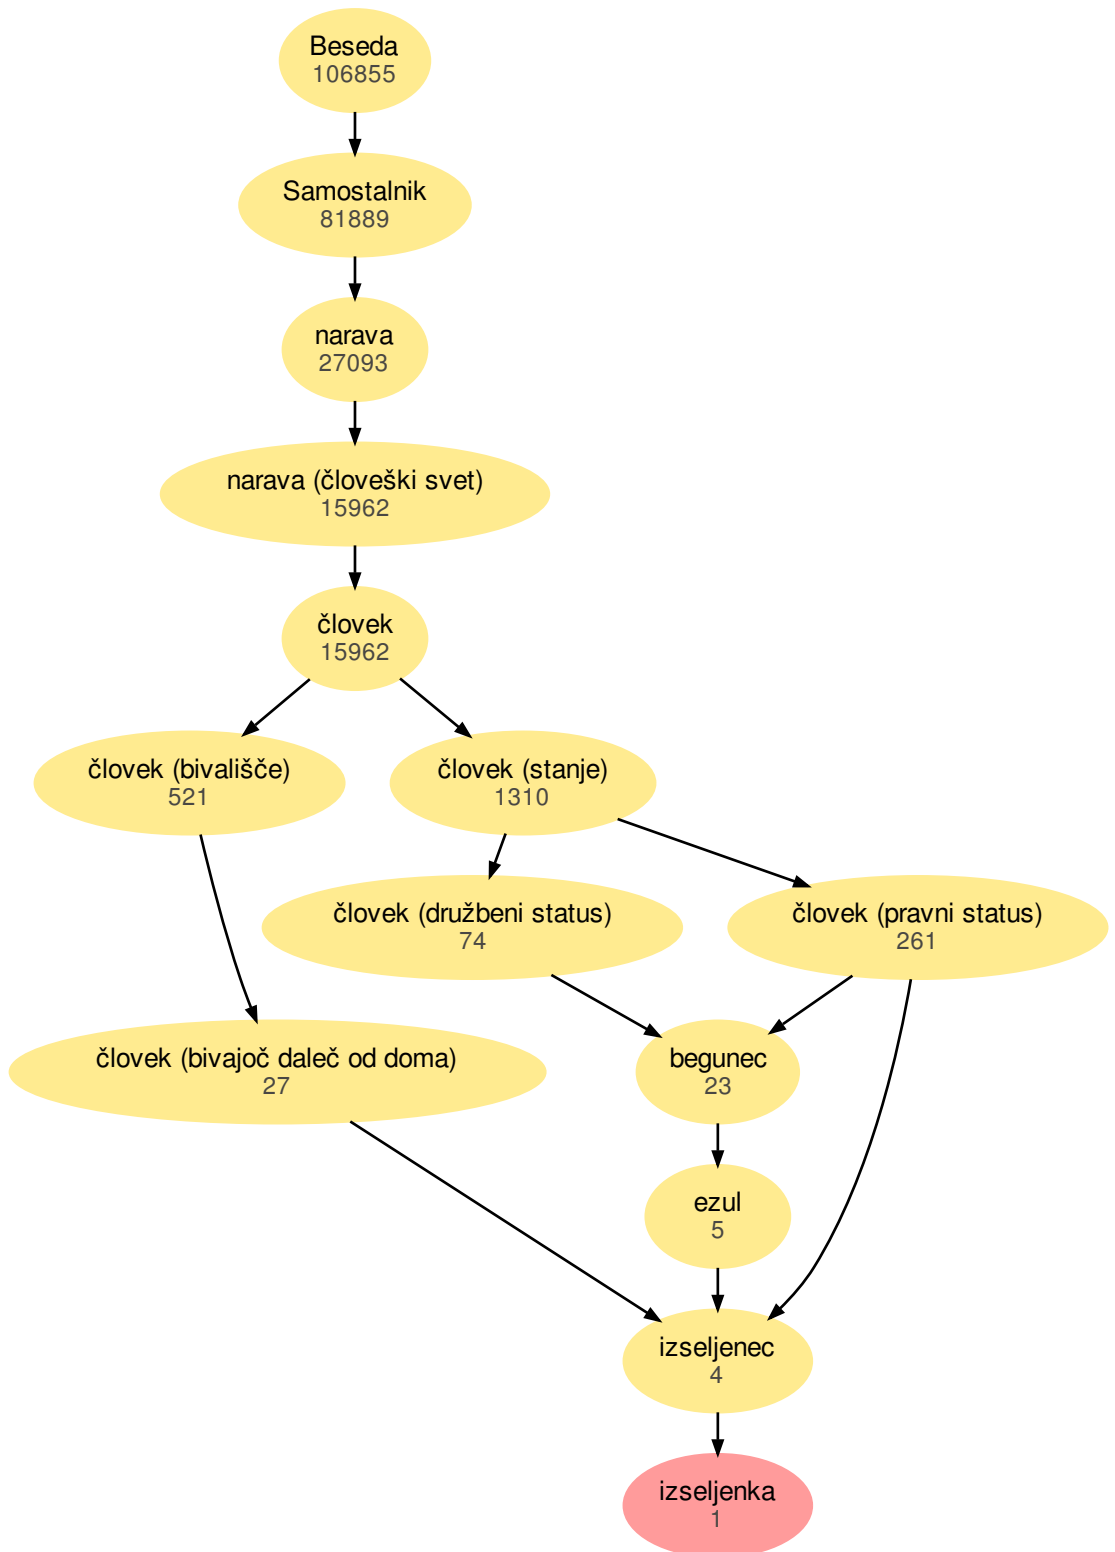 Beseda
106855
Samostalnik
81889
narava
27093
narava (človeški svet)
15962
človek
15962
človek (bivališče)
521
človek (stanje)
1310
človek (družbeni status)
74
človek (pravni status)
261
človek (bivajoč daleč od doma)
27
begunec
23
ezul
5
izseljenec
4
izseljenka
1